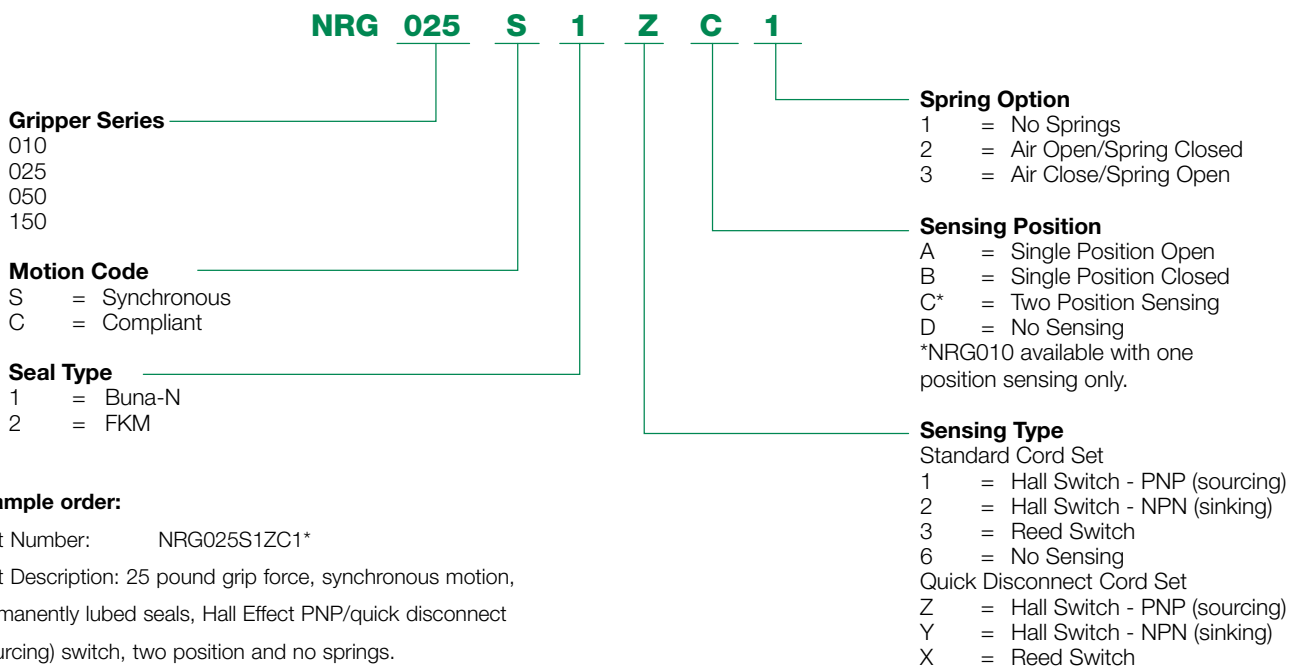 NRG 025 S 1 Z C 1
Gripper Series
010
025
050
150
Motion Code
S = Synchronous
C = Compliant
Seal Type
1 = Buna-N
2 = FKM
order:
Number: NRG025S1ZC1*
Description: 25 pound grip force, synchronous motion,
lubed seals, Hall Effect PNP/quick disconnect
switch, two position and no springs.
Spring Option
1 = No Springs
2 = Air Open/Spring Closed
3 = Air Close/Spring Open
Sensing Position
A = Single Position Open
B = Single Position Closed
C* = Two Position Sensing
D = No Sensing
*NRG010 available with one
position sensing only.
Sensing Type
Standard Cord Set
1 = Hall Switch - PNP (sourcing)
2 = Hall Switch - NPN (sinking)
3 = Reed Switch
6 = No Sensing
Quick Disconnect Cord Set
Z = Hall Switch - PNP (sourcing)
Y = Hall Switch - NPN (sinking)
X = Reed Switch